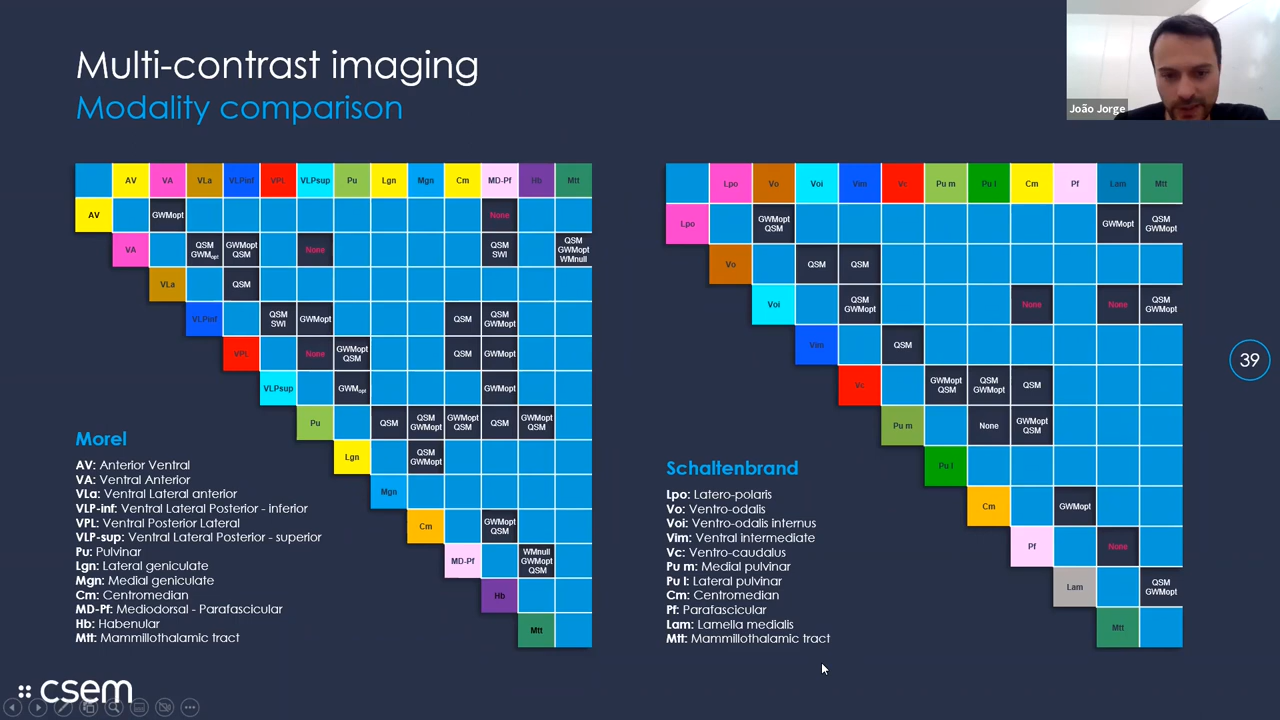 Multi-contrast imaging
Modality comparison
João Jorge
AV VA VLa VLPinf VPL VLPsup Pu Lgn Mgn Cm MD-Pf Hb Mtt
AV GWMopt None
VA QSM GWMopt GWMopt QSM None QSM SWI QSM GWMopt WMnull
VLa QSM
VLPinf QSM SWI GWMopt QSM QSM GWMopt
VPL None GWMopt QSM QSM GWMopt
VLPsup GWMopt GWMopt
Pu QSM QSM GWMopt GWMopt QSM QSM GWMopt QSM
Lgn QSM GWMopt
Mgn
Cm GWMopt QSM
MD-Pf WMnull GWMopt QSM
Hb
Mtt
Morel
AV: Anterior Ventral
VA: Ventral Anterior
VLa: Ventral Lateral anterior
VLP-inf: Ventral Lateral Posterior - inferior
VPL: Ventral Posterior Lateral
VLP-sup: Ventral Lateral Posterior - superior
Pu: Pulvinar
Lgn: Lateral geniculate
Mgn: Medial geniculate
Cm: Centromedian
MD-Pf: Mediodorsal - Parafascicular
Hb: Habenular
Mtt: Mammillothalamic tract
Lpo Vo Voi Vim Vc Pu m Pu l Cm Pf Lam Mtt
Lpo GWMopt QSM GWMopt QSM GWMopt
Vo QSM QSM
Voi QSM GWMopt None None QSM GWMopt
Vim QSM
Vc GWMopt QSM QSM GWMopt QSM
Pu m None GWMopt QSM
Pu l
Cm GWMopt
Pf None
Lam QSM GWMopt
Mtt
Schaltenbrand
Lpo: Latero-polaris
Vo: Ventro-odalis
Voi: Ventro-odalis internus
Vim: Ventral intermediate
Vc: Ventro-caudalus
Pu m: Medial pulvinar
Pu l: Lateral pulvinar
Cm: Centromedian
Pf: Parafascicular
Lam: Lamella medialis
Mtt: Mammillothalamic tract
39
csem